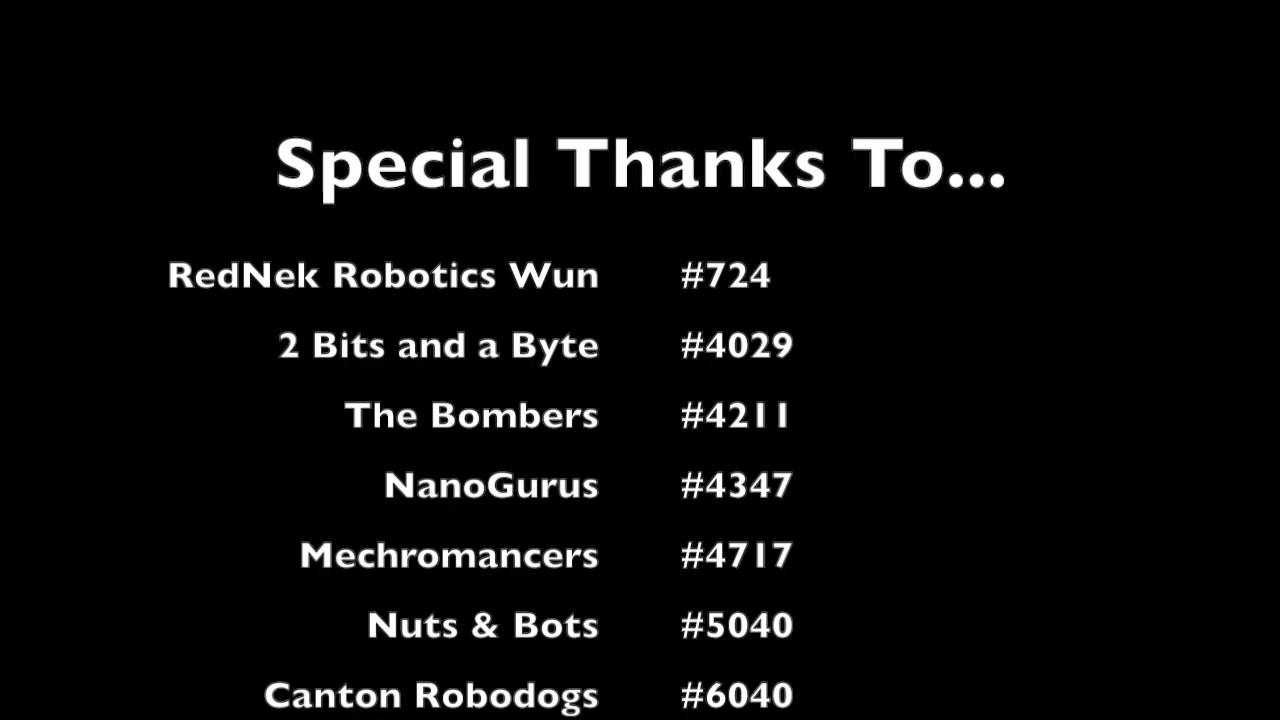 Special Thanks To...
RedNek Robotics Wun #724
2 Bits and a Byte #4029
The Bombers #4211
NanoGurus #4347
Mechromancers #4717
Nuts & Bots #5040
Canton Robodogs #6040